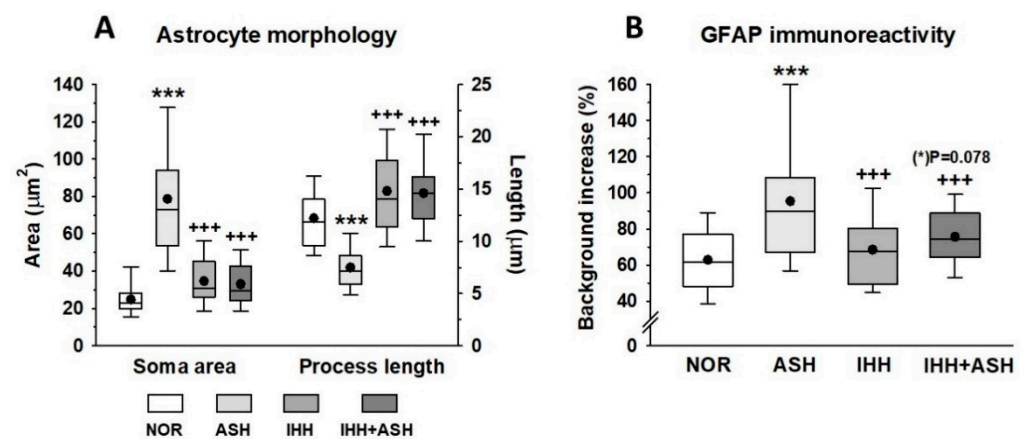 A
Astrocyte morphology
Area (µm²)
140
120
100
80
60
40
20
0
***
+++
+++
***
+++
+++
25
20
15
10
5
0
Length (µm)
Soma area
Process length
NOR
ASH
IHH
IHH+ASH
B
GFAP immunoreactivity
Background increase (%)
160
140
120
100
80
60
40
0
***
+++
(*)P=0.078
+++
NOR
ASH
IHH
IHH+ASH